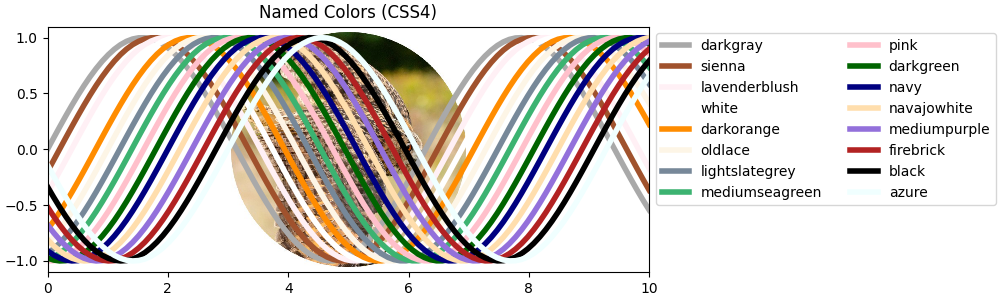 Named Colors (CSS4)
1.0
0.5
0.0
−0.5
−1.0
0 2 4 6 8 10
darkgray
sienna
lavenderblush
white
darkorange
oldlace
lightslategrey
mediumseagreen
pink
darkgreen
navy
navajowhite
mediumpurple
firebrick
black
azure